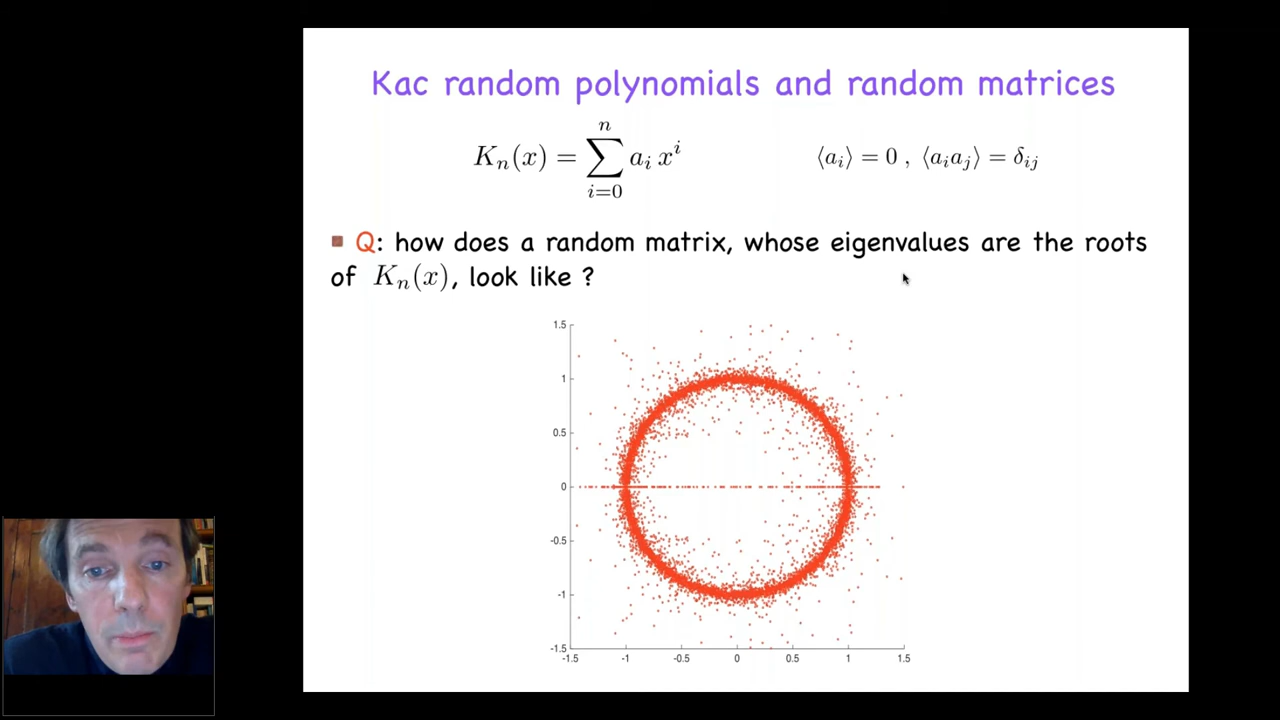 Kac random polynomials and random matrices
K_n(x) = \sum_{i=0}^{n} a_i x^i    ⟨a_i⟩ = 0 , ⟨a_i a_j⟩ = δ_{ij}
Q: how does a random matrix, whose eigenvalues are the roots
of K_n(x), look like ?
1.5
1
0.5
0
-0.5
-1
-1.5
-1.5 -1 -0.5 0 0.5 1 1.5